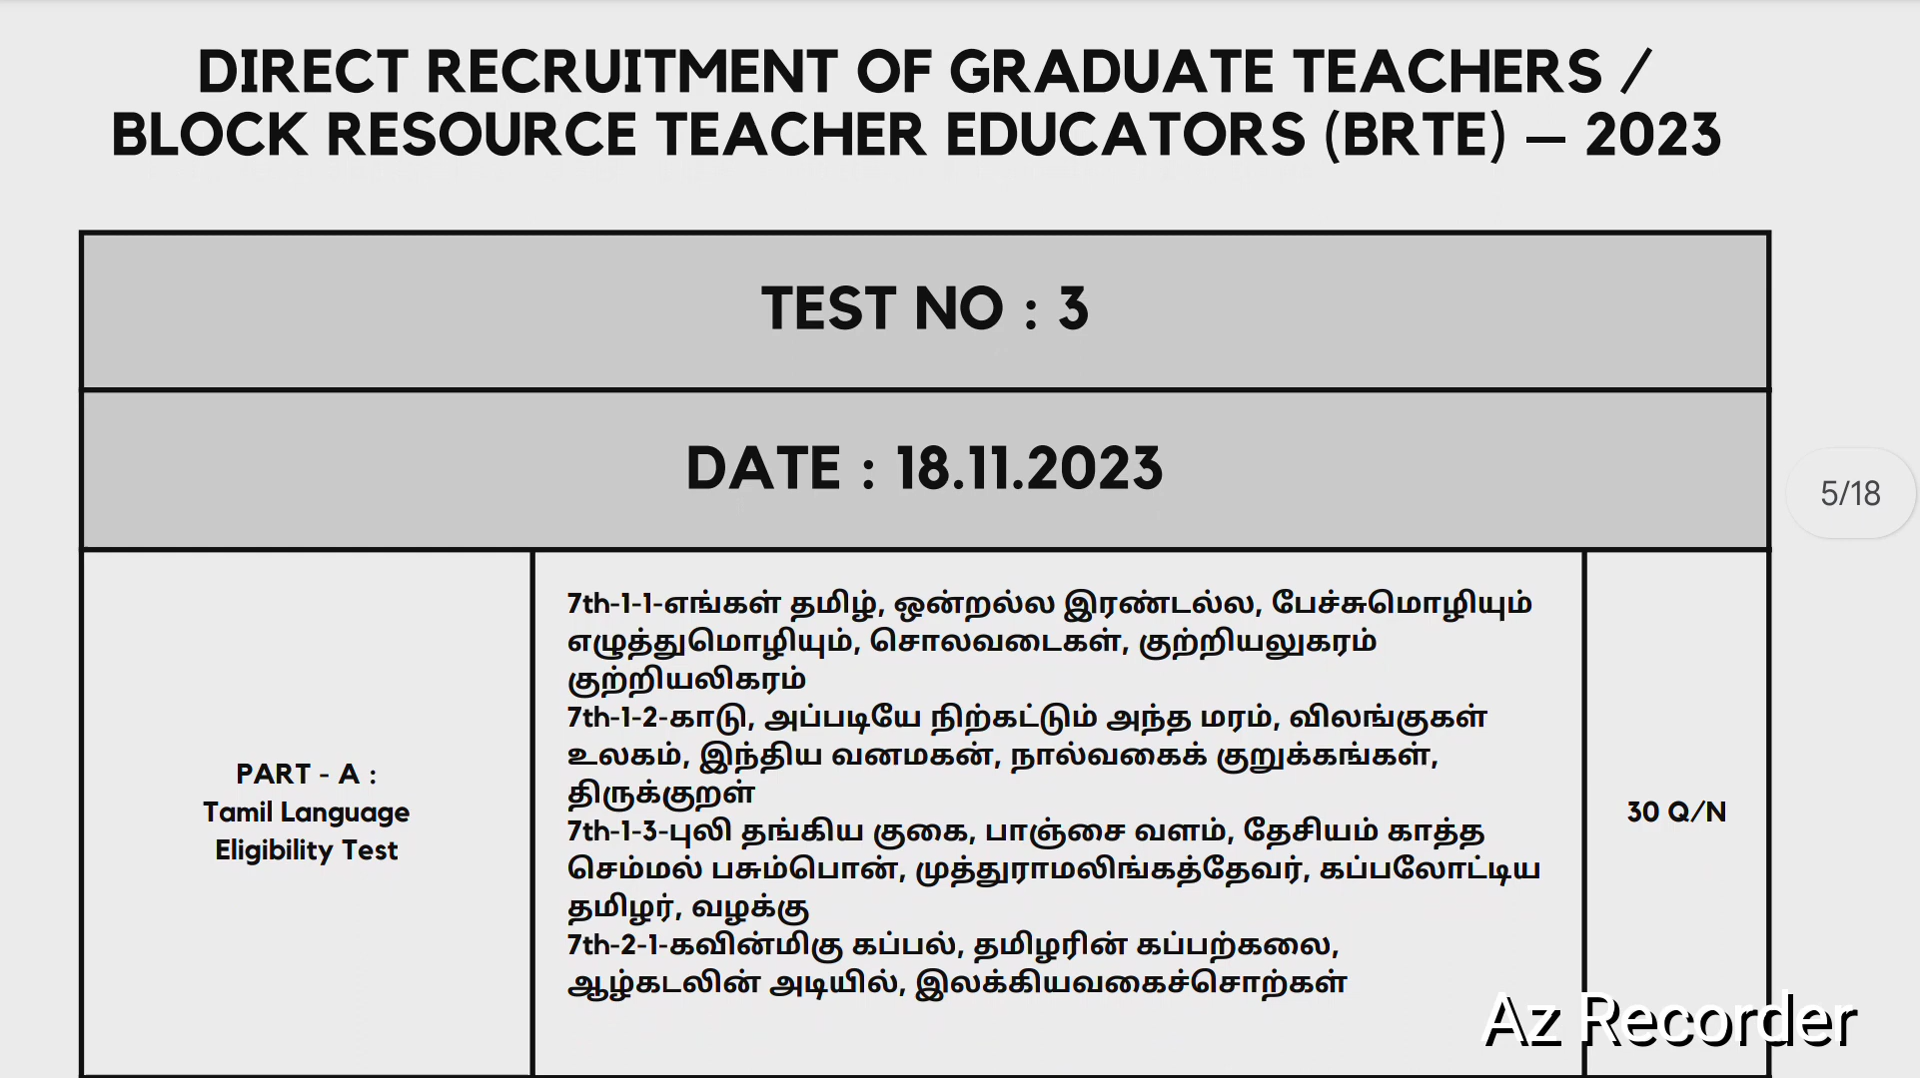 DIRECT RECRUITMENT OF GRADUATE TEACHERS /
BLOCK RESOURCE TEACHER EDUCATORS (BRTE) – 2023
TEST NO : 3
DATE : 18.11.2023
5/18
PART - A :
Tamil Language
Eligibility Test
7th-1-1-எங்கள் தமிழ், ஒன்றல்ல இரண்டல்ல, பேச்சுமொழியும்
எழுத்துமொழியும், சொலவடைகள், குற்றியலுகரம்
குற்றியலிகரம்
7th-1-2-காடு, அப்படியே நிற்கட்டும் அந்த மரம், விலங்குகள்
உலகம், இந்திய வனமகன், நால்வகைக் குறுக்கங்கள்,
திருக்குறள்
7th-1-3-புலி தங்கிய குகை, பாஞ்சை வளம், தேசியம் காத்த
செம்மல் பசும்பொன், முத்துராமலிங்கத்தேவர், கப்பலோட்டிய
தமிழர், வழக்கு
7th-2-1-கவின்மிகு கப்பல், தமிழரின் கப்பற்கலை,
ஆழ்கடலின் அடியில், இலக்கியவகைச்சொற்கள்
30 Q/N
Az Recorder